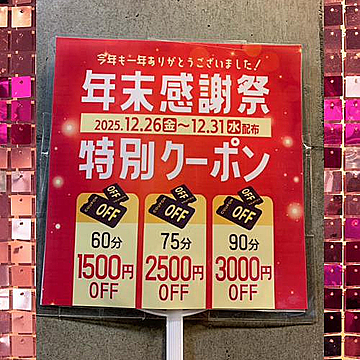 今年も一年ありがとうございました!
年末感謝祭
2025.12.26金〜12.31水配布
特別クーポン
OFF OFF OFF OFF OFF OFF
60分 75分 90分
1500円 2500円 3000円
OFF OFF OFF